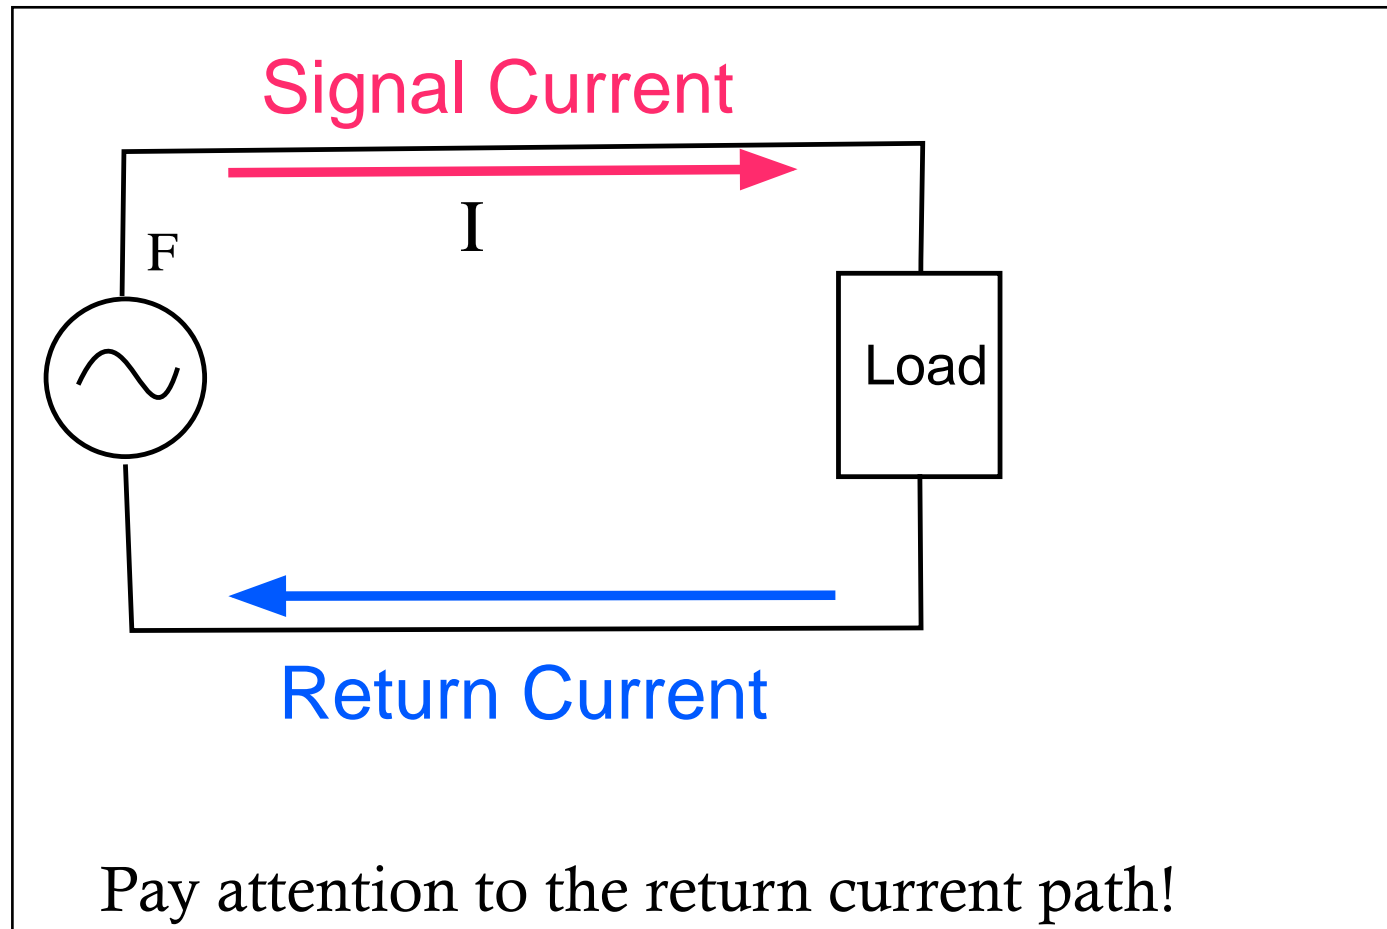 Signal Current
I
F
Load
Return Current
Pay attention to the return current path!